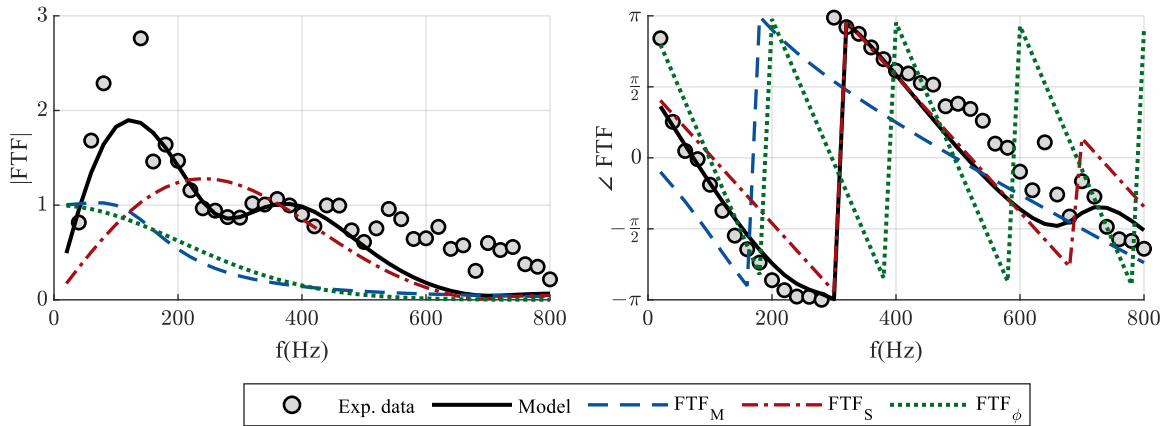 3
2
1
0
|FTF|
0
200
400
600
800
f(Hz)
π
π/2
0
−π/2
−π
∠ FTF
0
200
400
600
800
f(Hz)
Exp. data Model FTF_M FTF_S FTF_ϕ